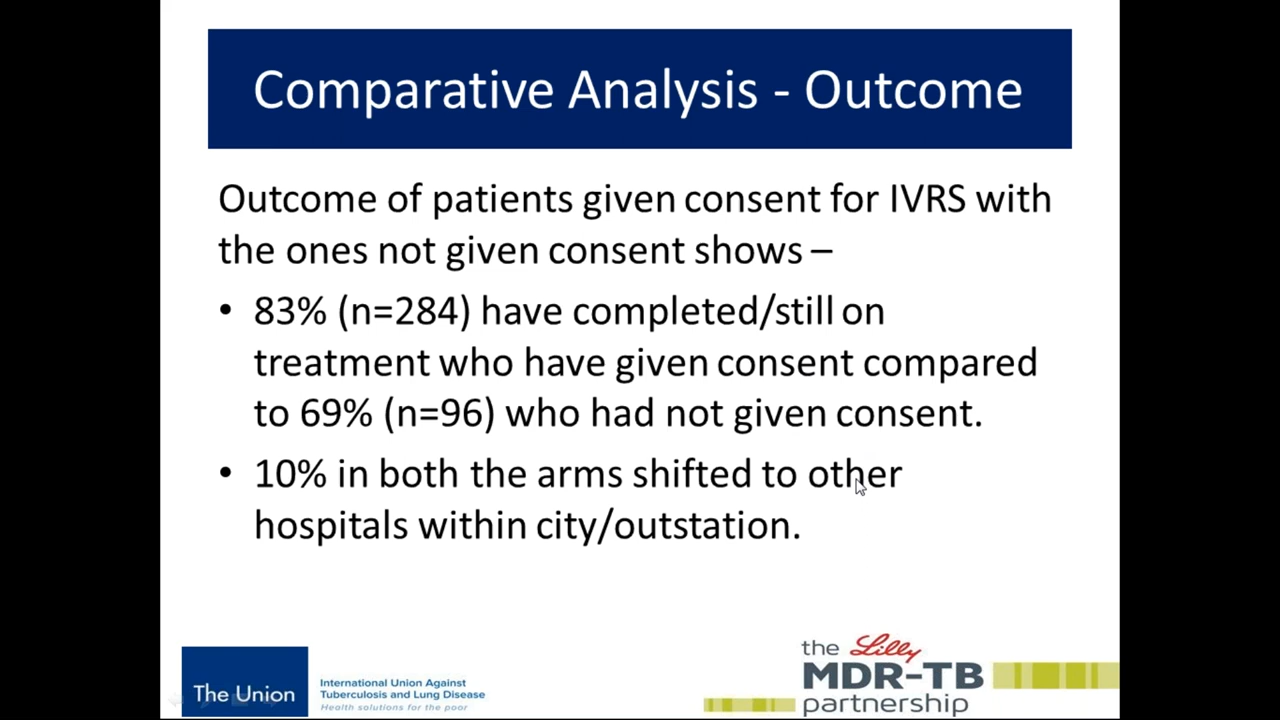 Comparative Analysis - Outcome
Outcome of patients given consent for IVRS with
the ones not given consent shows –
• 83% (n=284) have completed/still on
treatment who have given consent compared
to 69% (n=96) who had not given consent.
• 10% in both the arms shifted to other
hospitals within city/outstation.
The Union
International Union Against
Tuberculosis and Lung Disease
Health solutions for the poor
the Lilly
MDR-TB
partnership